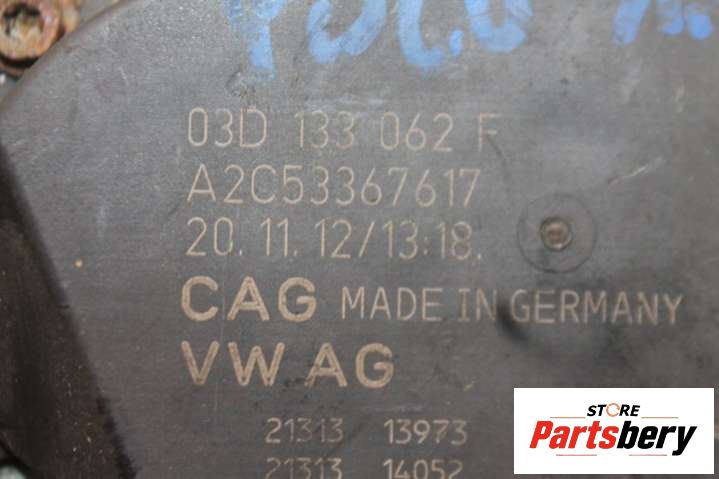 POLO
03D 133 062 F
A2C53367617
20.11.12/13:18.
CAG MADE IN GERMANY
VW AG
21313 13973
21313 14052
STORE
Partsbery